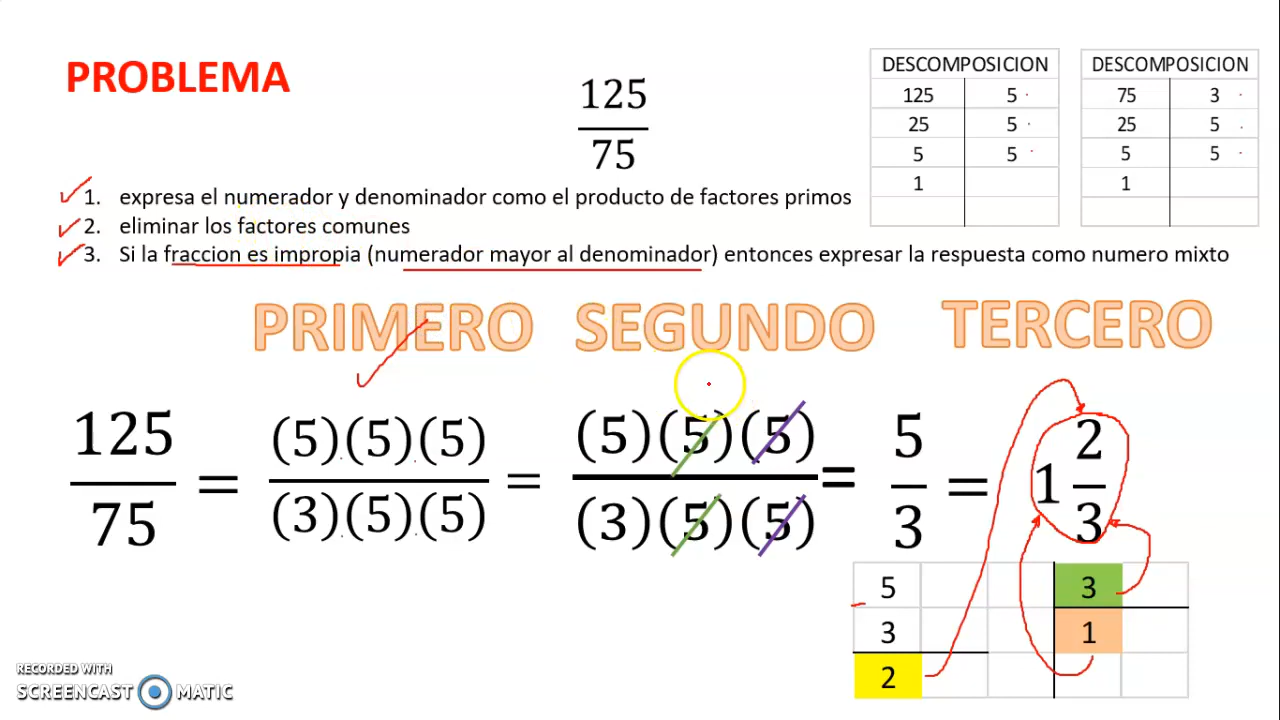 PROBLEMA
125
75
DESCOMPOSICION
125 5
25 5
5 5
1
DESCOMPOSICION
75 3
25 5
5 5
1
1. expresa el numerador y denominador como el producto de factores primos
2. eliminar los factores comunes
3. Si la fraccion es impropia (numerador mayor al denominador) entonces expresar la respuesta como numero mixto
PRIMERO SEGUNDO TERCERO
125 (5)(5)(5) (5)(5)(5) 5 2
= = = = 1
75 (3)(5)(5) (3)(5)(5) 3 3
5 3
3 1
2
RECORDED WITH
SCREENCAST MATIC